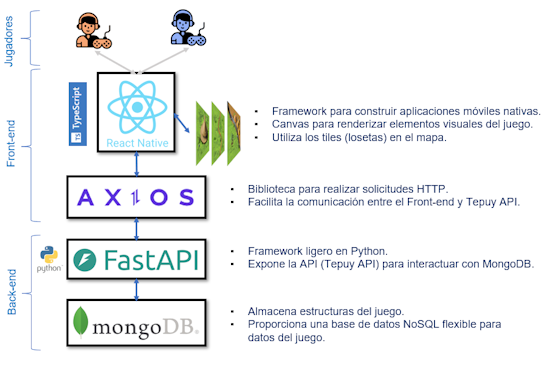 Jugadores
Front-end
TS TypeScript
React Native
• Framework para construir aplicaciones móviles nativas.
• Canvas para renderizar elementos visuales del juego.
• Utiliza los tiles (losetas) en el mapa.
AXIOS
• Biblioteca para realizar solicitudes HTTP.
• Facilita la comunicación entre el Front-end y Tepuy API.
Back-end
python
FastAPI
• Framework ligero en Python.
• Expone la API (Tepuy API) para interactuar con MongoDB.
mongoDB®
• Almacena estructuras del juego.
• Proporciona una base de datos NoSQL flexible para
datos del juego.